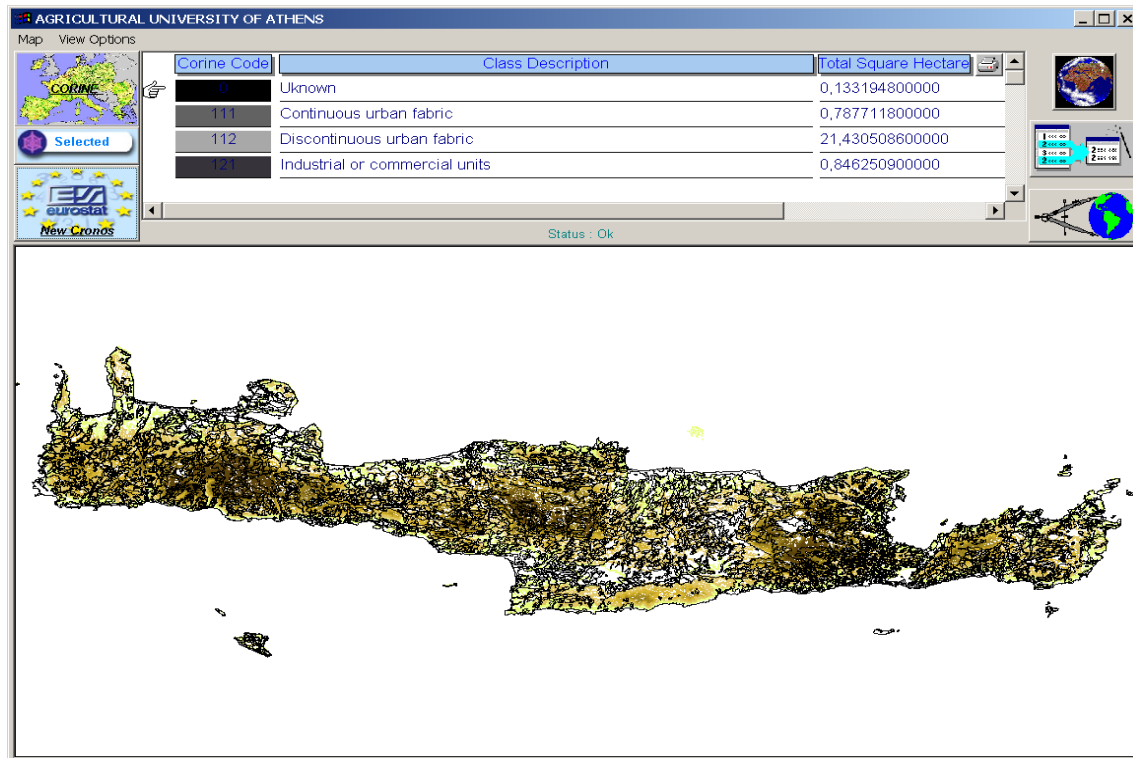 AGRICULTURAL UNIVERSITY OF ATHENS
Map View Options
CORINE
Selected
eurostat
New Cronos
Corine Code Class Description Total Square Hectare
0 Uknown 0,133194800000
111 Continuous urban fabric 0,787711800000
112 Discontinuous urban fabric 21,430508600000
121 Industrial or commercial units 0,846250900000
Status : Ok